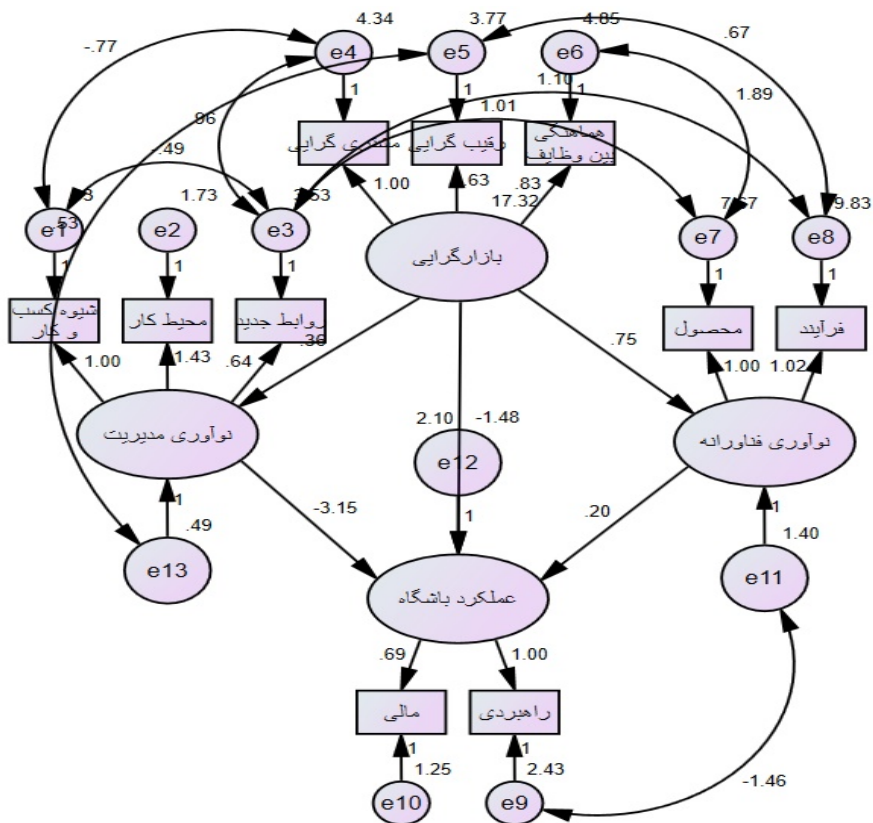 4.34 3.77 4.85
-.77 e4 e5 e6 .67
1 1 1.10 1 1.89
.96 1.01
مشتری گرایی رقیب گرایی هماهنگی
بین وظایف
.49
1.00 .63 .83
1.73 17.32 9.83
e1 .53 e2 e3 بازارگرایی e7 e8
1 1 1 1 1
شیوه کسب
و کار محیط کار روابط جدید محصول فرآیند
.36 .75
1.00 1.43 .64 1.00 1.02
نوآوری مدیریت 2.10 -1.48 نوآوری فناورانه
e12
1 .49 -3.15 1 .20 1 1.40
e13 عملکرد باشگاه e11
.69 1.00
مالی راهبردی
1 1.25 1 2.43 -1.46
e10 e9